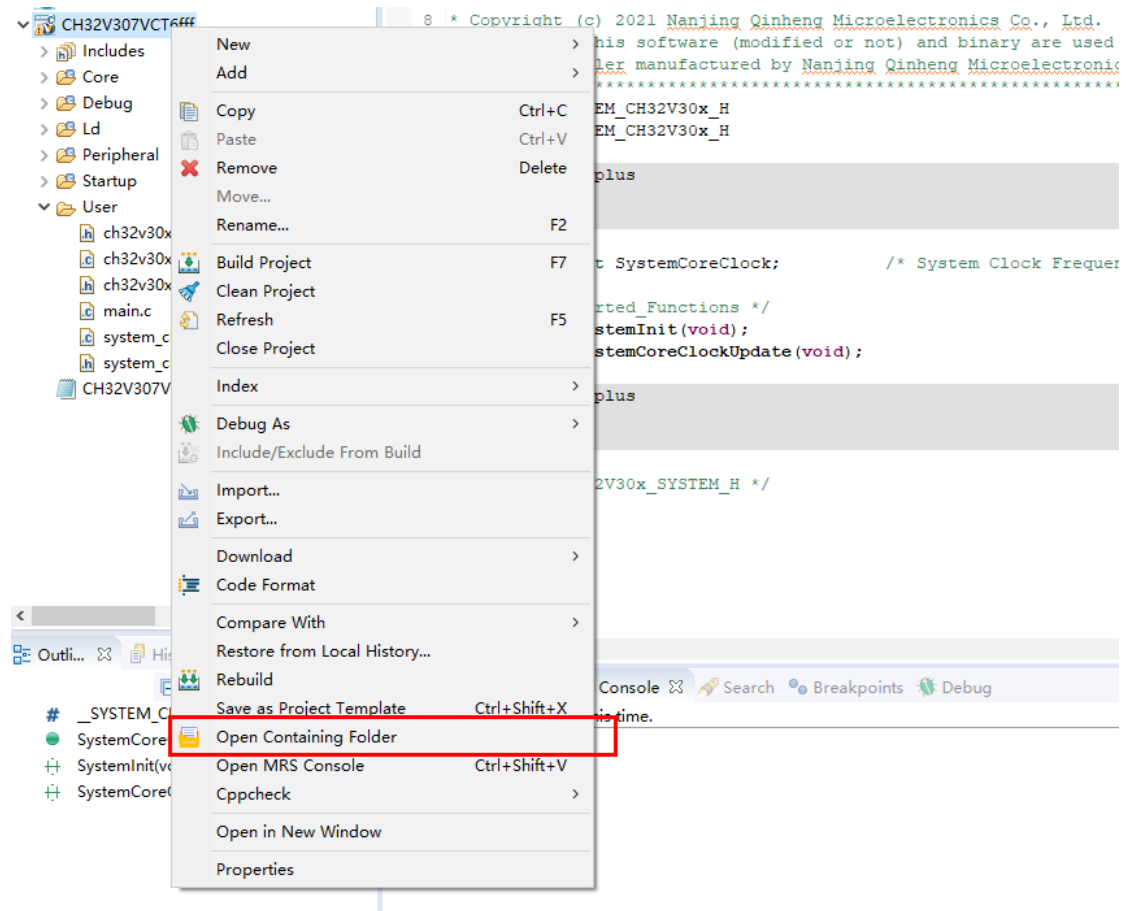 CH32V307VCT6fff
Includes
Core
Debug
Ld
Peripheral
Startup
User
ch32v30x
ch32v30x
ch32v30x
main.c
system_c
system_c
CH32V307V
New
Add
Copy Ctrl+C
Paste Ctrl+V
Remove Delete
Move...
Rename... F2
Build Project F7
Clean Project
Refresh F5
Close Project
Index
Debug As
Include/Exclude From Build
Import...
Export...
Download
Code Format
Compare With
Restore from Local History...
Rebuild
Save as Project Template Ctrl+Shift+X
Open Containing Folder
Open MRS Console Ctrl+Shift+V
Cppcheck
Open in New Window
Properties
8 * Copyright (c) 2021 Nanjing Qinheng Microelectronics Co., Ltd.
his software (modified or not) and binary are used
ler manufactured by Nanjing Qinheng Microelectronic
****************************************************
EM_CH32V30x_H
EM_CH32V30x_H
plus
t SystemCoreClock; /* System Clock Frequen
rted_Functions */
stemInit(void);
stemCoreClockUpdate(void);
plus
2V30x_SYSTEM_H */
Outli... His
# __SYSTEM_C
SystemCore
SystemInit(vo
SystemCoreC
Console Search Breakpoints Debug
his time.